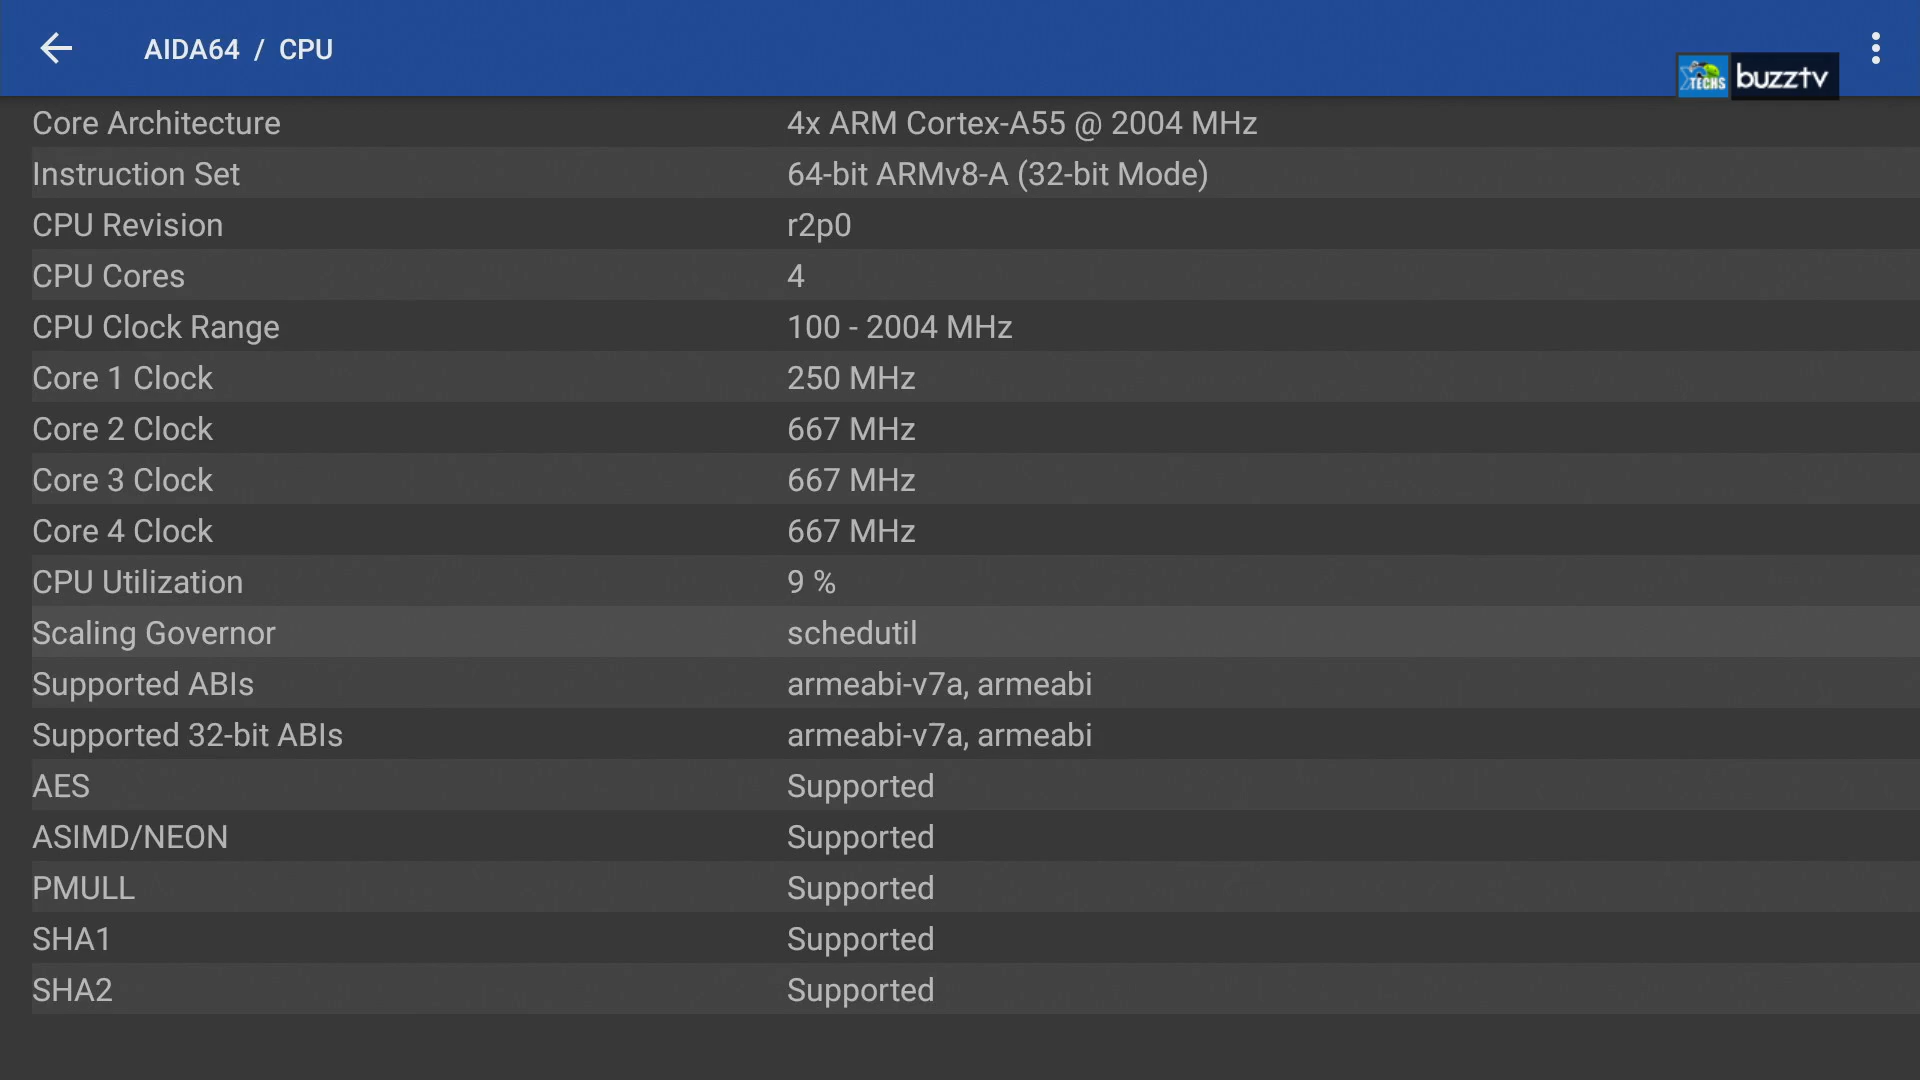 AIDA64 / CPU
TECHS buzztv
Core Architecture 4x ARM Cortex-A55 @ 2004 MHz
Instruction Set 64-bit ARMv8-A (32-bit Mode)
CPU Revision r2p0
CPU Cores 4
CPU Clock Range 100 - 2004 MHz
Core 1 Clock 250 MHz
Core 2 Clock 667 MHz
Core 3 Clock 667 MHz
Core 4 Clock 667 MHz
CPU Utilization 9 %
Scaling Governor schedutil
Supported ABIs armeabi-v7a, armeabi
Supported 32-bit ABIs armeabi-v7a, armeabi
AES Supported
ASIMD/NEON Supported
PMULL Supported
SHA1 Supported
SHA2 Supported